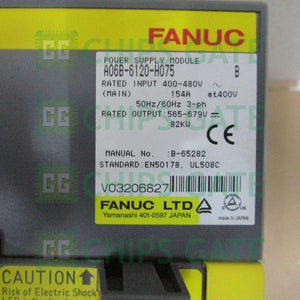 FANUC
POWER SUPPLY MODULE
A06B-6120-H075 B
RATED INPUT 400-480V
(MAIN) 154A at400V
50Hz/60Hz 3-ph
RATED OUTPUT:565-679V
82KW
MANUAL No. :B-65282
STANDARD:EN50178, UL508C
V03206827
FANUC LTD
Yamanashi 401-0597 JAPAN
CAUTION
Risk of Electric Shock
CHIPS GATE